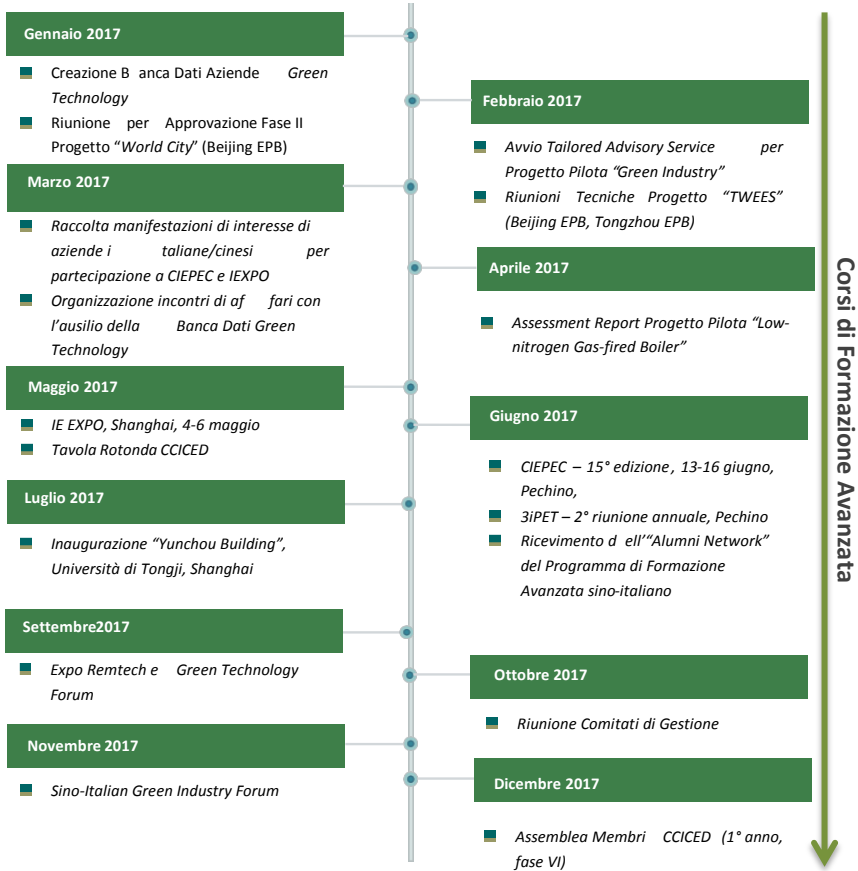 Gennaio 2017
Creazione B anca Dati Aziende Green
Technology
Riunione per Approvazione Fase II
Progetto “World City” (Beijing EPB)
Febbraio 2017
Avvio Tailored Advisory Service per
Progetto Pilota “Green Industry”
Riunioni Tecniche Progetto “TWEES”
(Beijing EPB, Tongzhou EPB)
Marzo 2017
Raccolta manifestazioni di interesse di
aziende i taliane/cinesi per
partecipazione a CIEPEC e IEXPO
Organizzazione incontri di af fari con
l’ausilio della Banca Dati Green
Technology
Aprile 2017
Assessment Report Progetto Pilota “Low-
nitrogen Gas-fired Boiler”
Maggio 2017
IE EXPO, Shanghai, 4-6 maggio
Tavola Rotonda CCICED
Giugno 2017
CIEPEC – 15° edizione, 13-16 giugno,
Pechino,
3iPET – 2° riunione annuale, Pechino
Ricevimento d ell’“Alumni Network”
del Programma di Formazione
Avanzata sino-italiano
Luglio 2017
Inaugurazione “Yunchou Building”,
Università di Tongji, Shanghai
Settembre2017
Expo Remtech e Green Technology
Forum
Ottobre 2017
Riunione Comitati di Gestione
Novembre 2017
Sino-Italian Green Industry Forum
Dicembre 2017
Assemblea Membri CCICED (1° anno,
fase VI)
Corsi di Formazione Avanzata